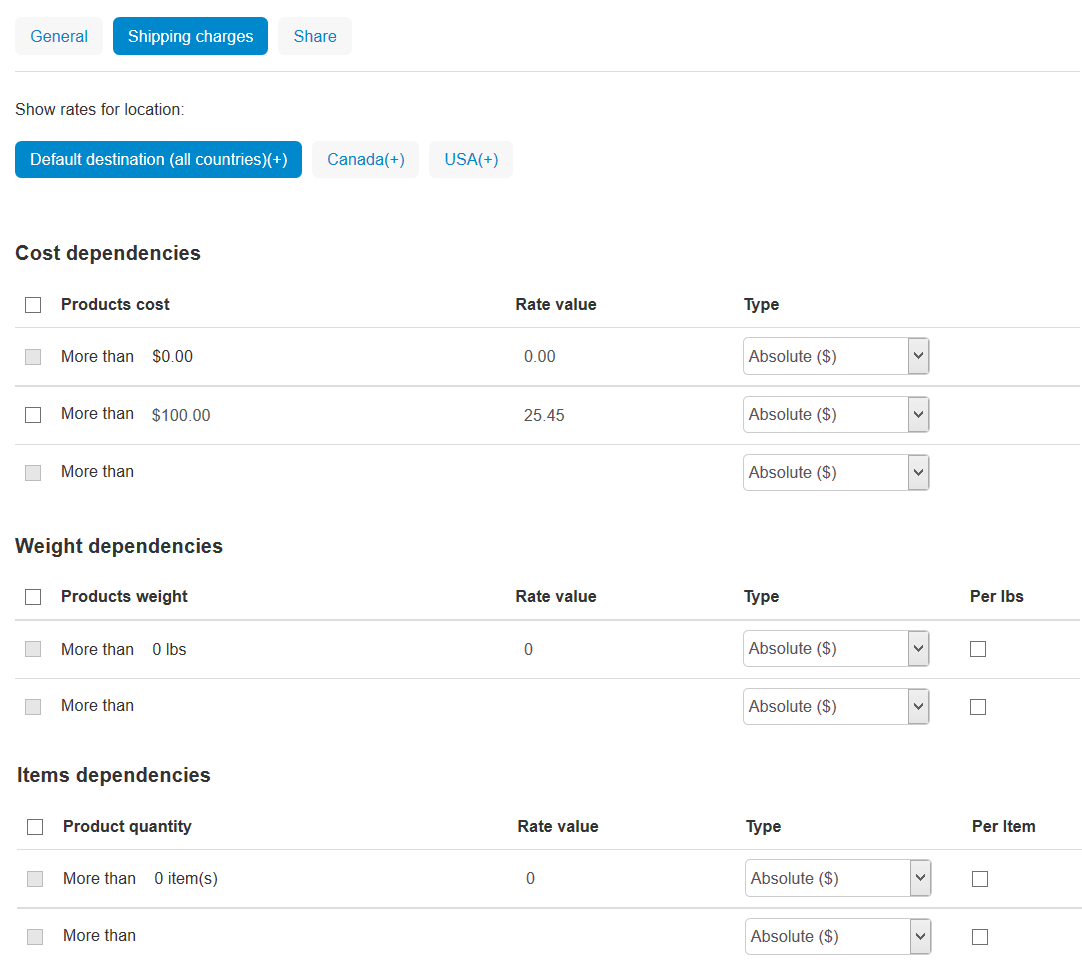 General Shipping charges Share
Show rates for location:
Default destination (all countries)(+) Canada(+) USA(+)
Cost dependencies
Products cost Rate value Type
More than $0.00 0.00 Absolute ($)
More than $100.00 25.45 Absolute ($)
More than Absolute ($)
Weight dependencies
Products weight Rate value Type Per lbs
More than 0 lbs 0 Absolute ($)
More than Absolute ($)
Items dependencies
Product quantity Rate value Type Per Item
More than 0 item(s) 0 Absolute ($)
More than Absolute ($)